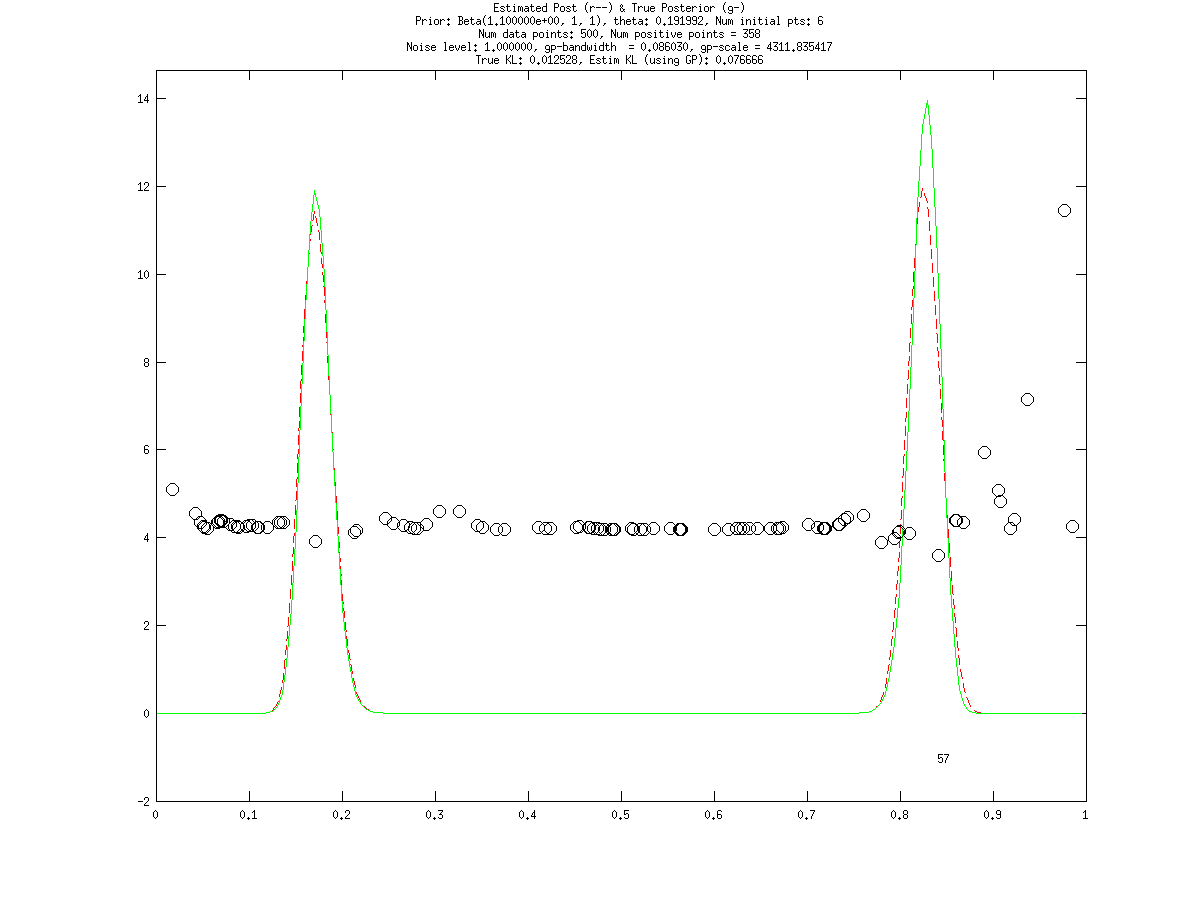 Estimated Post (r--) & True Posterior (g-)
Prior: Beta(1.100000e+00, 1, 1), theta: 0.191992, Num initial pts: 6
Num data points: 500, Num positive points = 358
Noise level: 1.000000, gp-bandwidth  = 0.086030, gp-scale = 4311.835417
True KL: 0.012528, Estim KL (using GP): 0.076666
14
12
10
8
6
4
2
0
57
-2
0 0.1 0.2 0.3 0.4 0.5 0.6 0.7 0.8 0.9 1